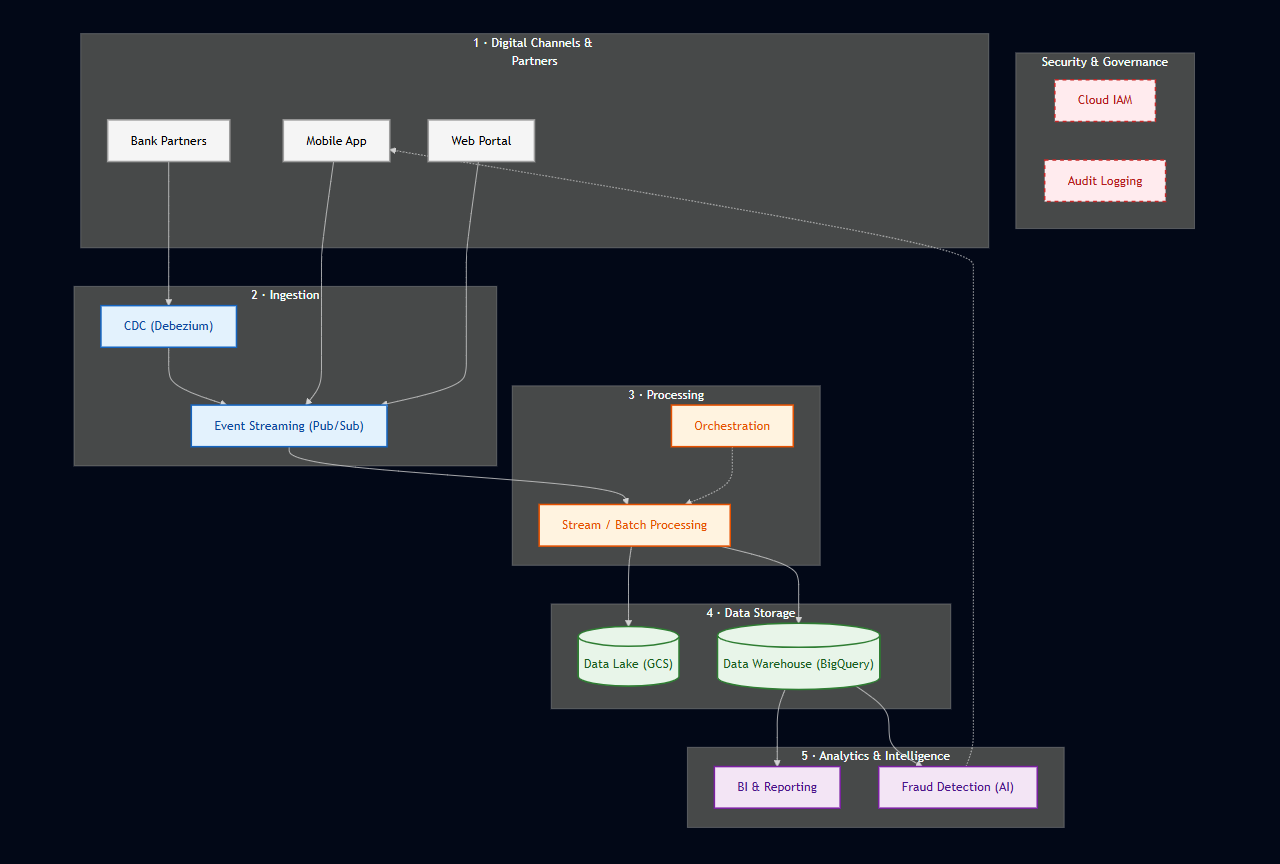 1 · Digital Channels &
Partners
Security & Governance
Cloud IAM
Bank Partners
Mobile App
Web Portal
Audit Logging
2 · Ingestion
CDC (Debezium)
3 · Processing
Event Streaming (Pub/Sub)
Orchestration
Stream / Batch Processing
4 · Data Storage
Data Lake (GCS)
Data Warehouse (BigQuery)
5 · Analytics & Intelligence
BI & Reporting
Fraud Detection (AI)